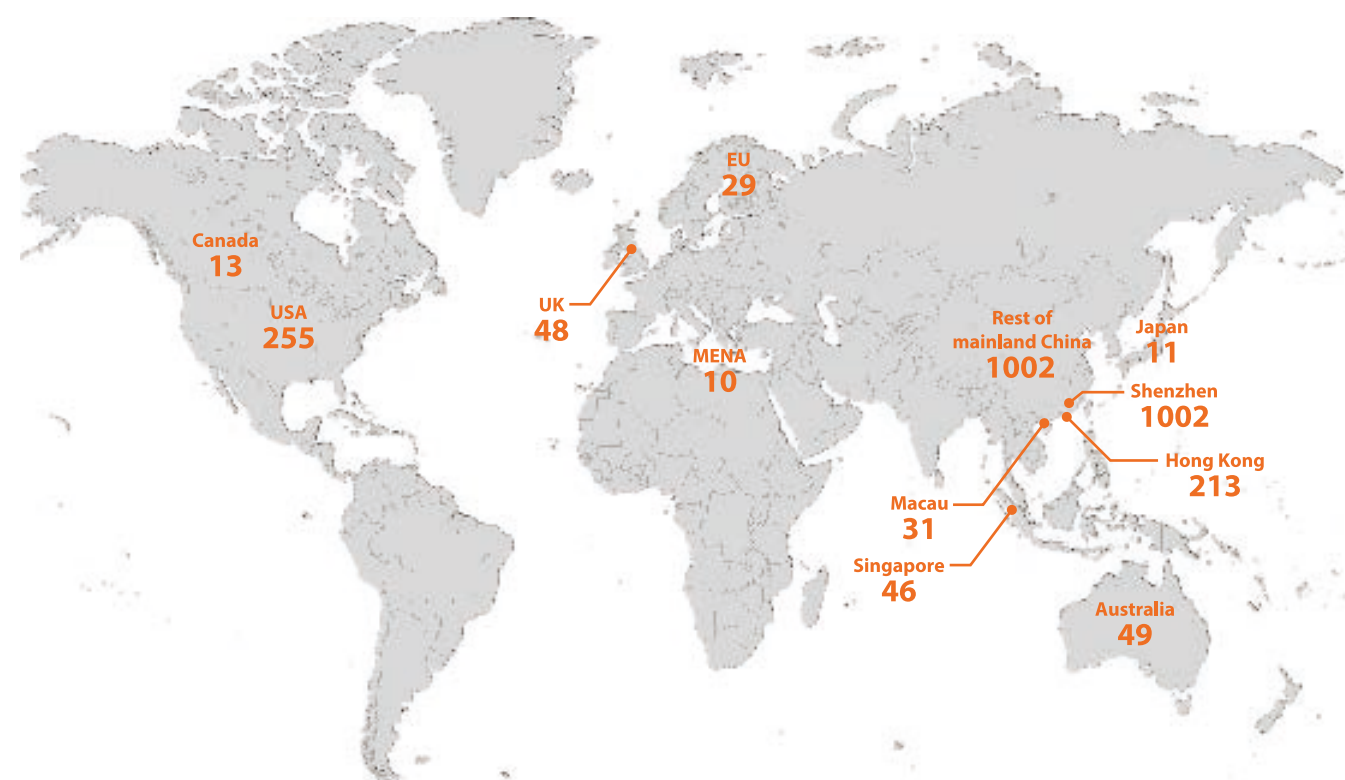 EU
29
Canada
13
USA
255
UK
48
MENA
10
Rest of
mainland China
1002
Japan
11
Shenzhen
1002
Hong Kong
213
Macau
31
Singapore
46
Australia
49